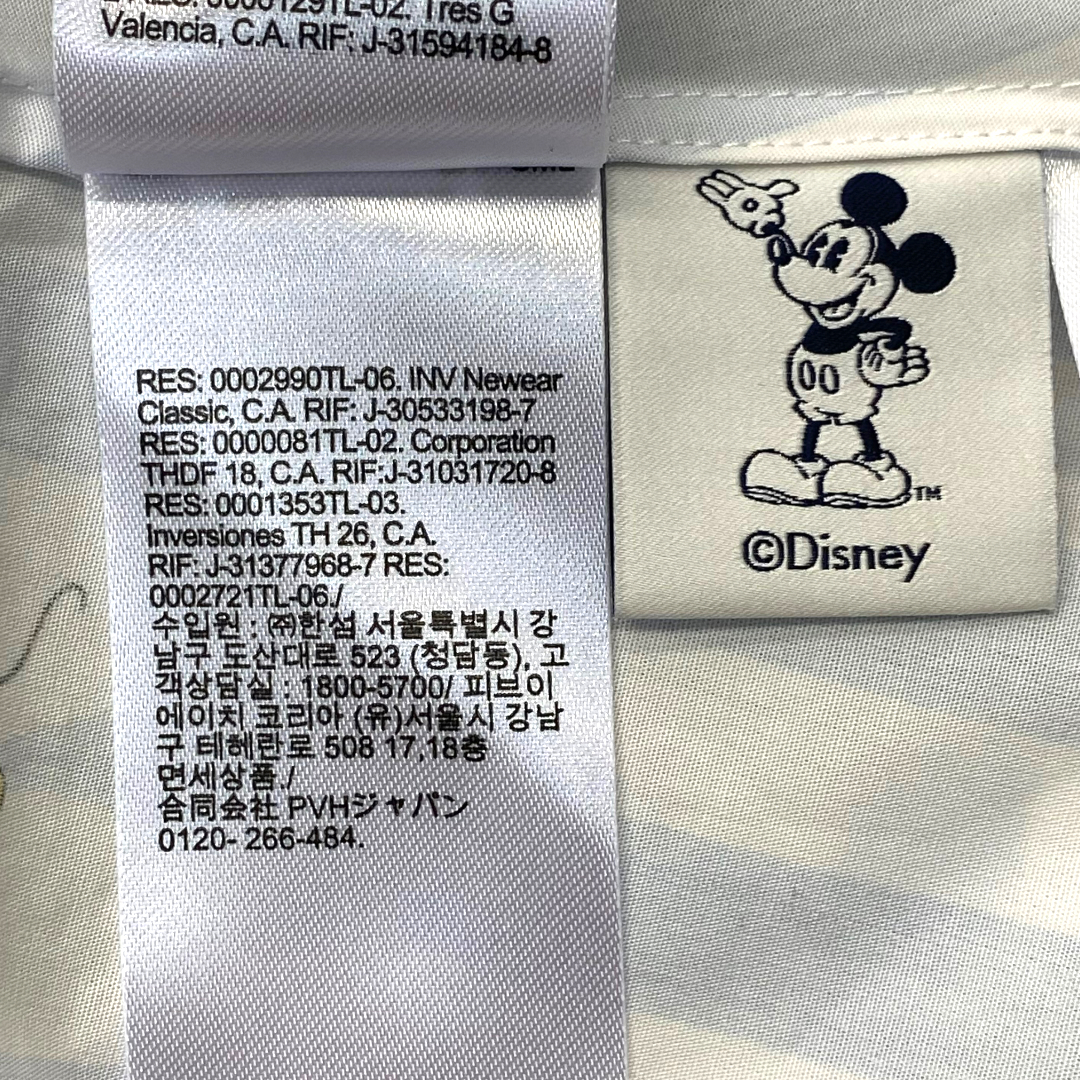 0000129TL-02. Tres G
Valencia, C.A. RIF: J-31594184-8
RES: 0002990TL-06. INV Newear
Classic, C.A. RIF: J-30533198-7
RES: 0000081TL-02. Corporation
THDF 18, C.A. RIF:J-31031720-8
RES: 0001353TL-03.
Inversiones TH 26, C.A.
RIF: J-31377968-7 RES:
0002721TL-06./
수입원 : ㈜한섬 서울특별시 강
남구 도산대로 523 (청담동), 고
객상담실 : 1800-5700/ 피브이
에이치 코리아 (유)서울시 강남
구 테헤란로 508 17,18층
면세상품./
合同会社 PVHジャパン
0120- 266-484.
TM
©Disney